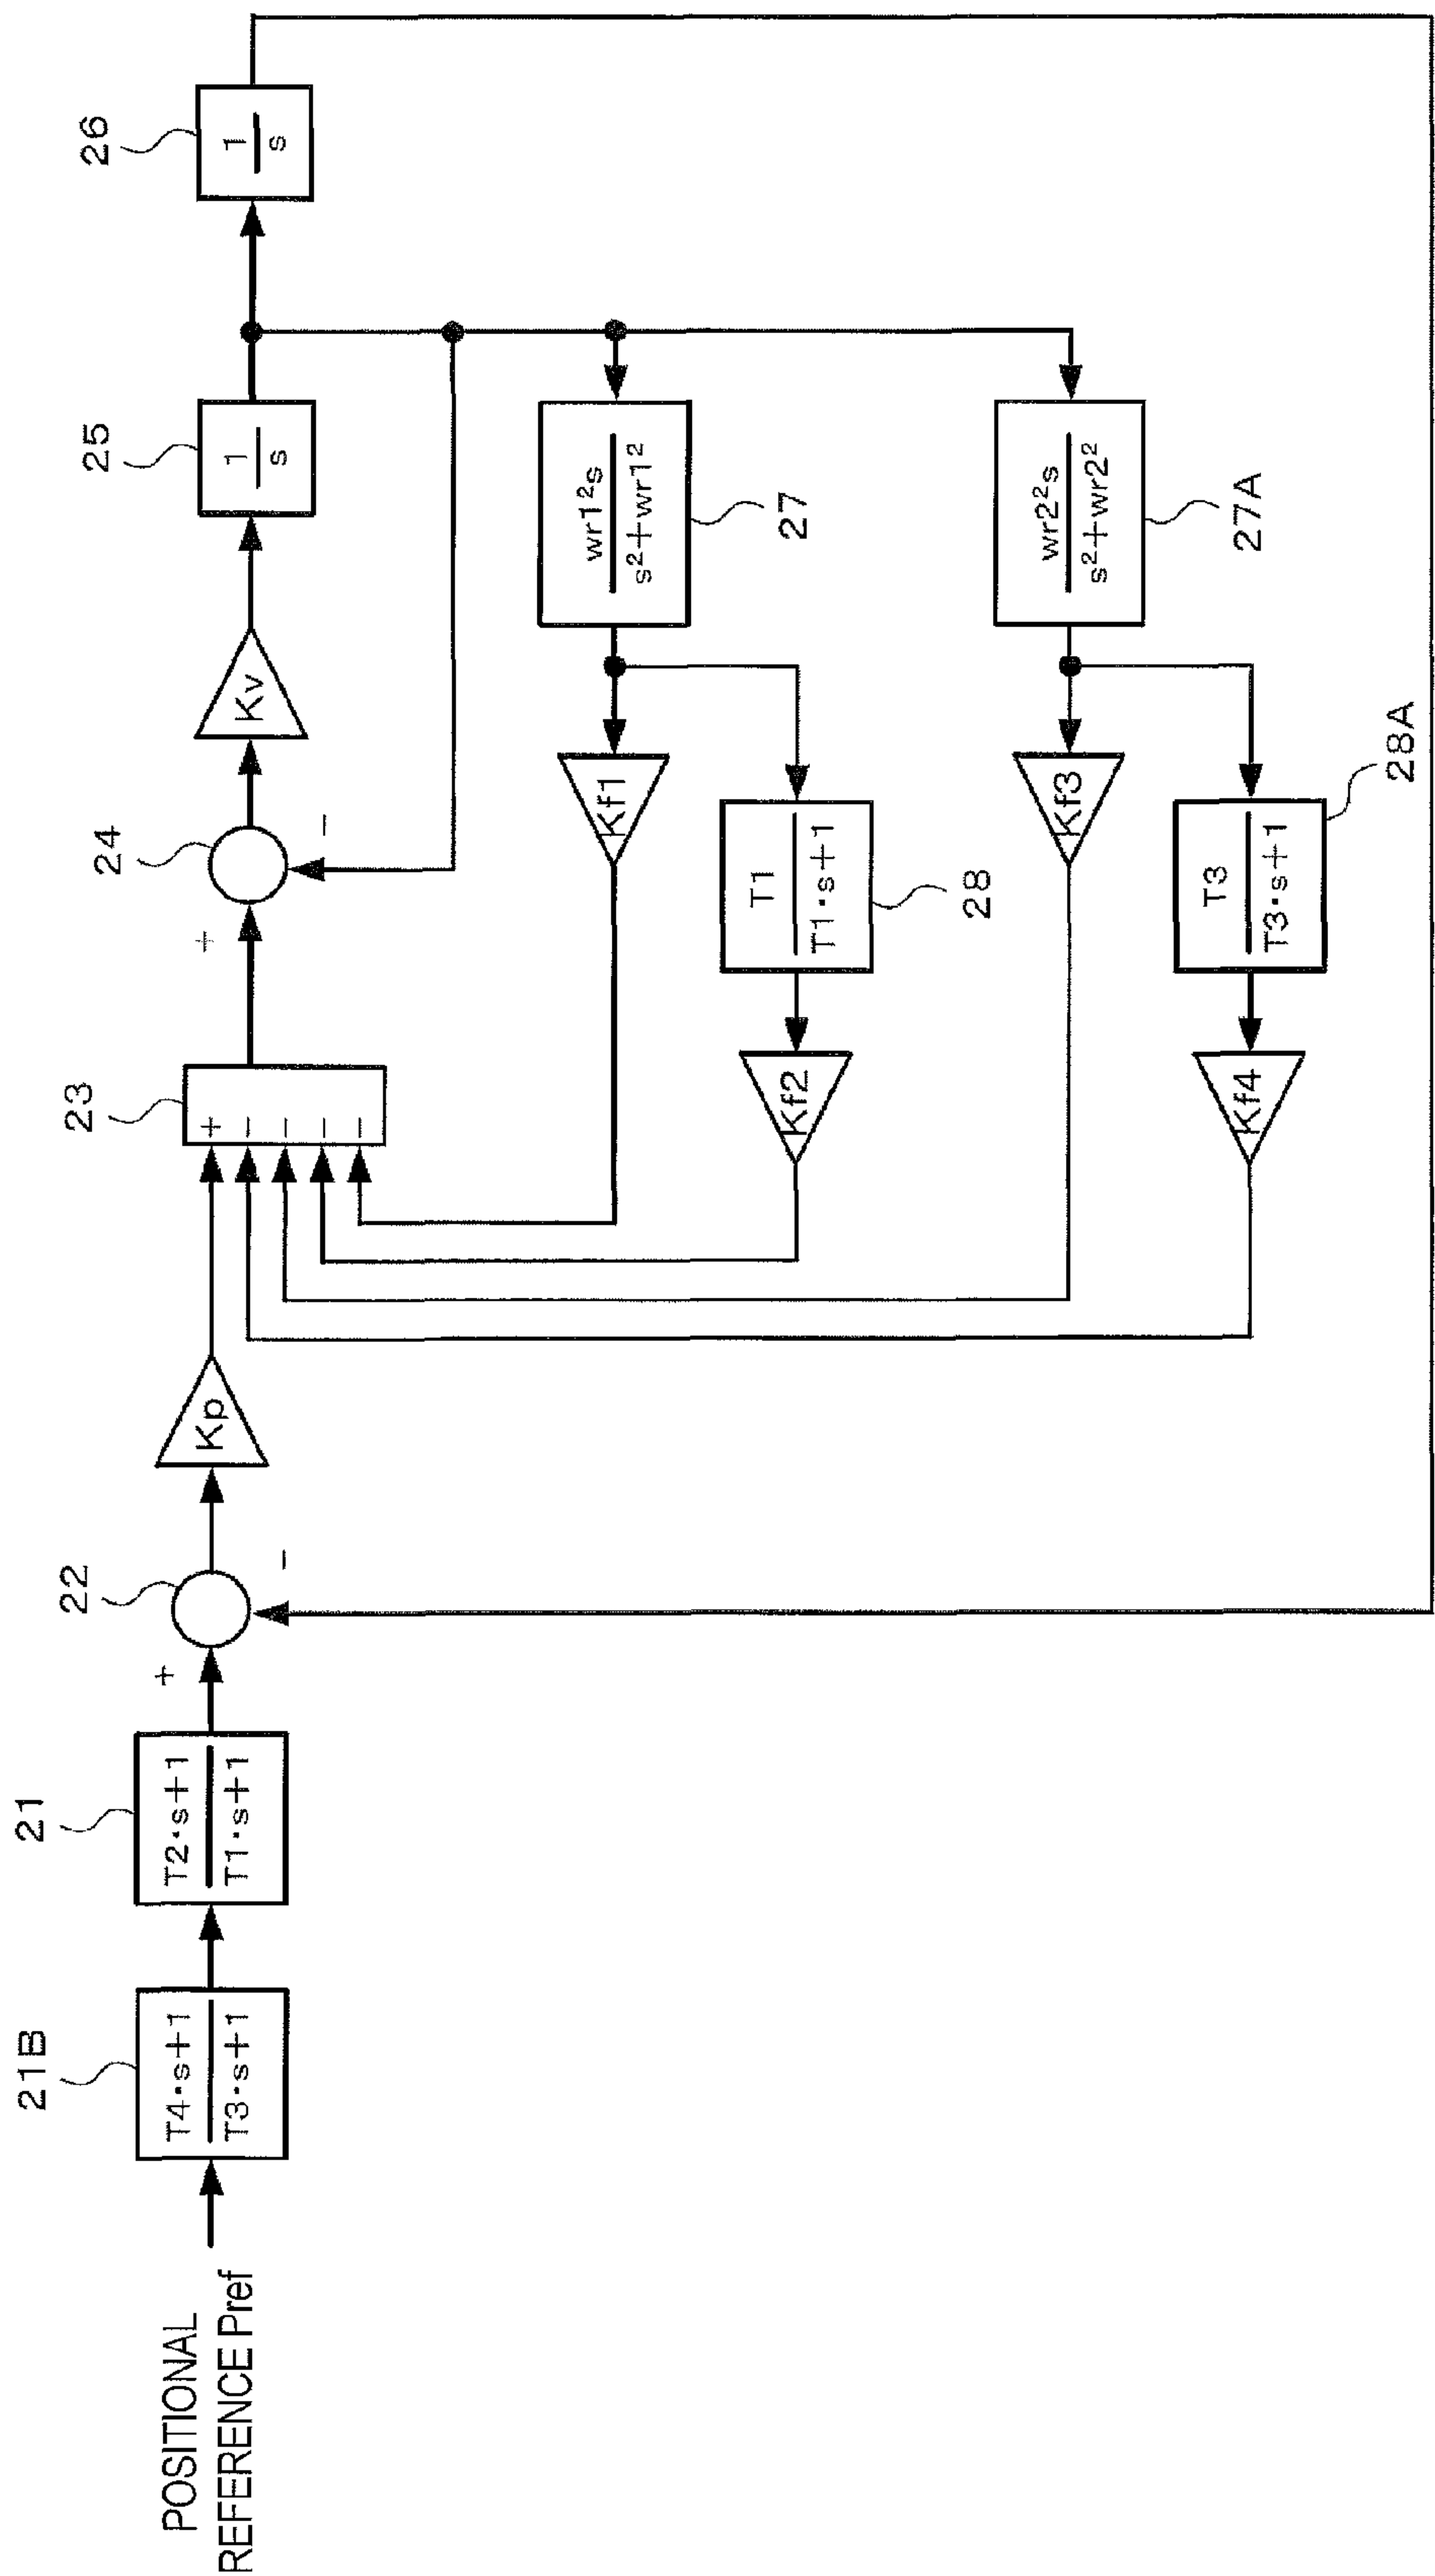 POSITIONAL
REFERENCE Pref
21B
T4·s+1
T3·s+1
21
T2·s+1
T1·s+1
+
22
-
Kp
23
+
-
-
-
-
+
24
-
Kv
25
1
s
26
1
s
wr1²s
s²+wr1²
27
Kf1
T1
T1·s+1
28
Kf2
wr2²s
s²+wr2²
27A
Kf3
T3
T3·s+1
28A
Kf4